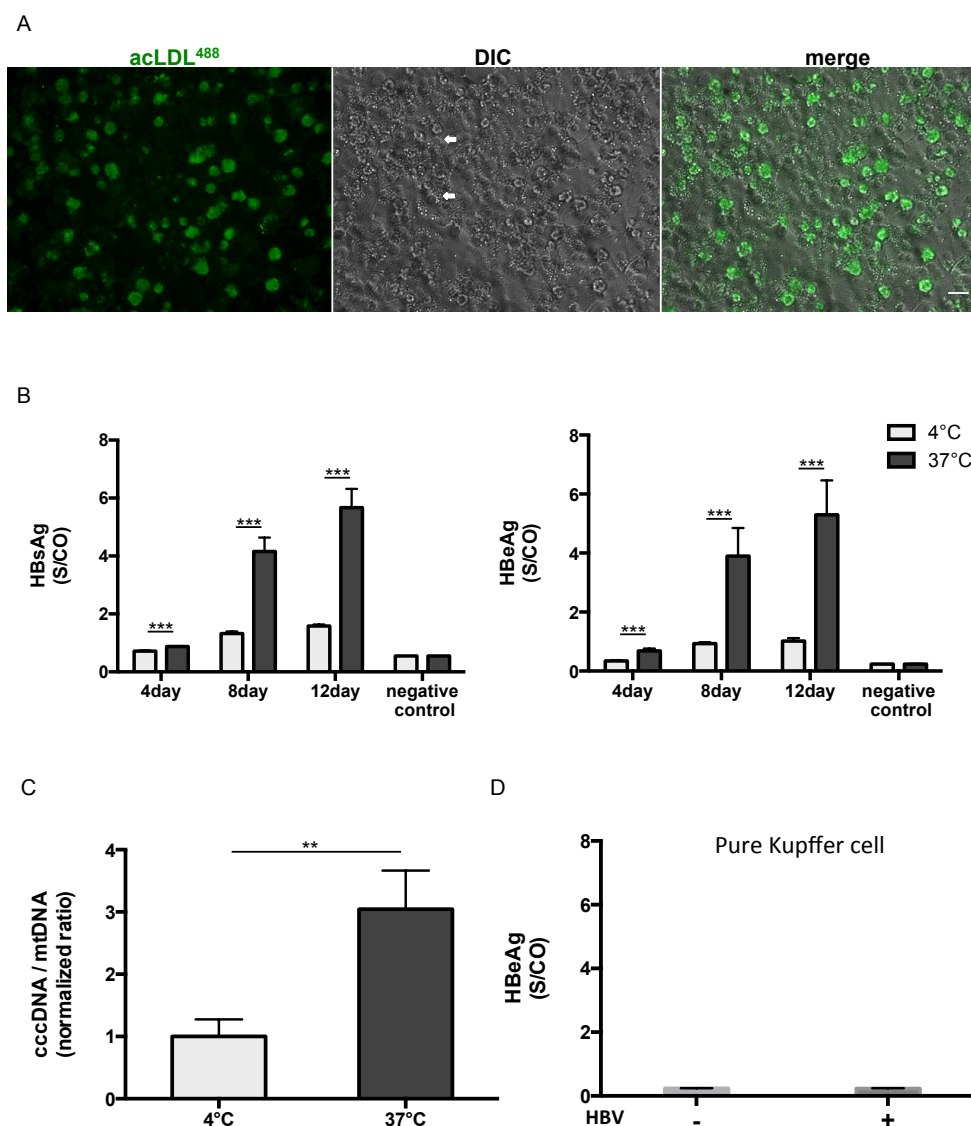 A
acLDL488 DIC merge
B
HBsAg
(S/CO)
8
6
4
2
0
***
***
***
4day 8day 12day negative
control
HBeAg
(S/CO)
8
6
4
2
0
***
***
***
4day 8day 12day negative
control
4°C
37°C
C
cccDNA / mtDNA
(normalized ratio)
4
3
2
1
0
**
4°C 37°C
D
Pure Kupffer cell
HBeAg
(S/CO)
8
6
4
2
0
HBV - +